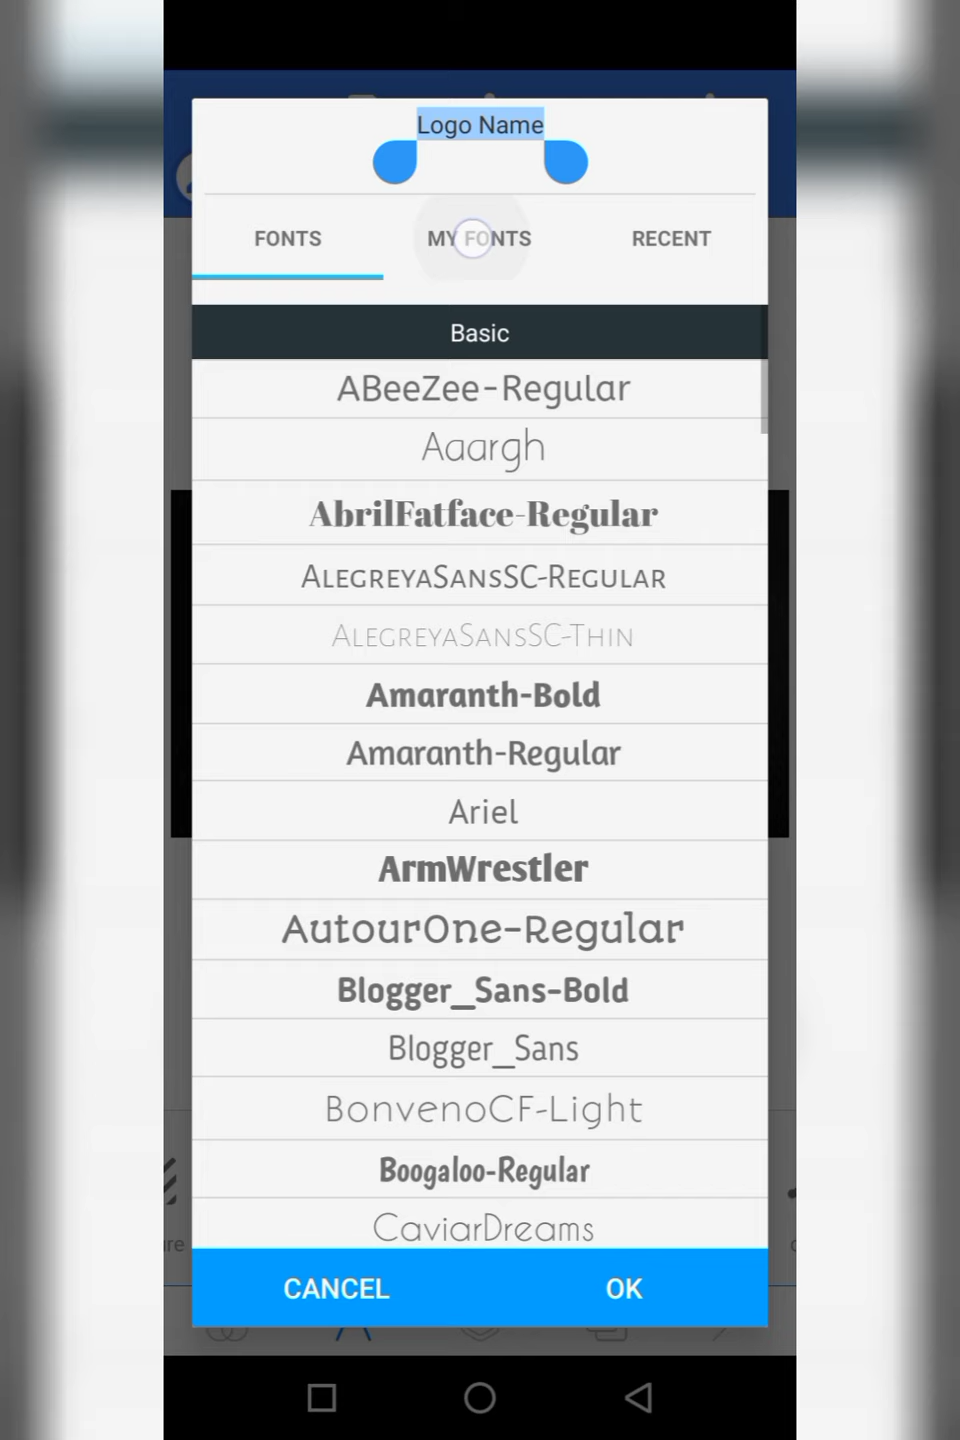 Logo Name
FONTS MY FONTS RECENT
Basic
ABeeZee-Regular
Aaargh
AbrilFatface-Regular
AlegreyaSansSC-Regular
AlegreyaSansSC-Thin
Amaranth-Bold
Amaranth-Regular
Ariel
ArmWrestler
AutourOne-Regular
Blogger_Sans-Bold
Blogger_Sans
BonvenoCF-Light
Boogaloo-Regular
CaviarDreams
CANCEL OK